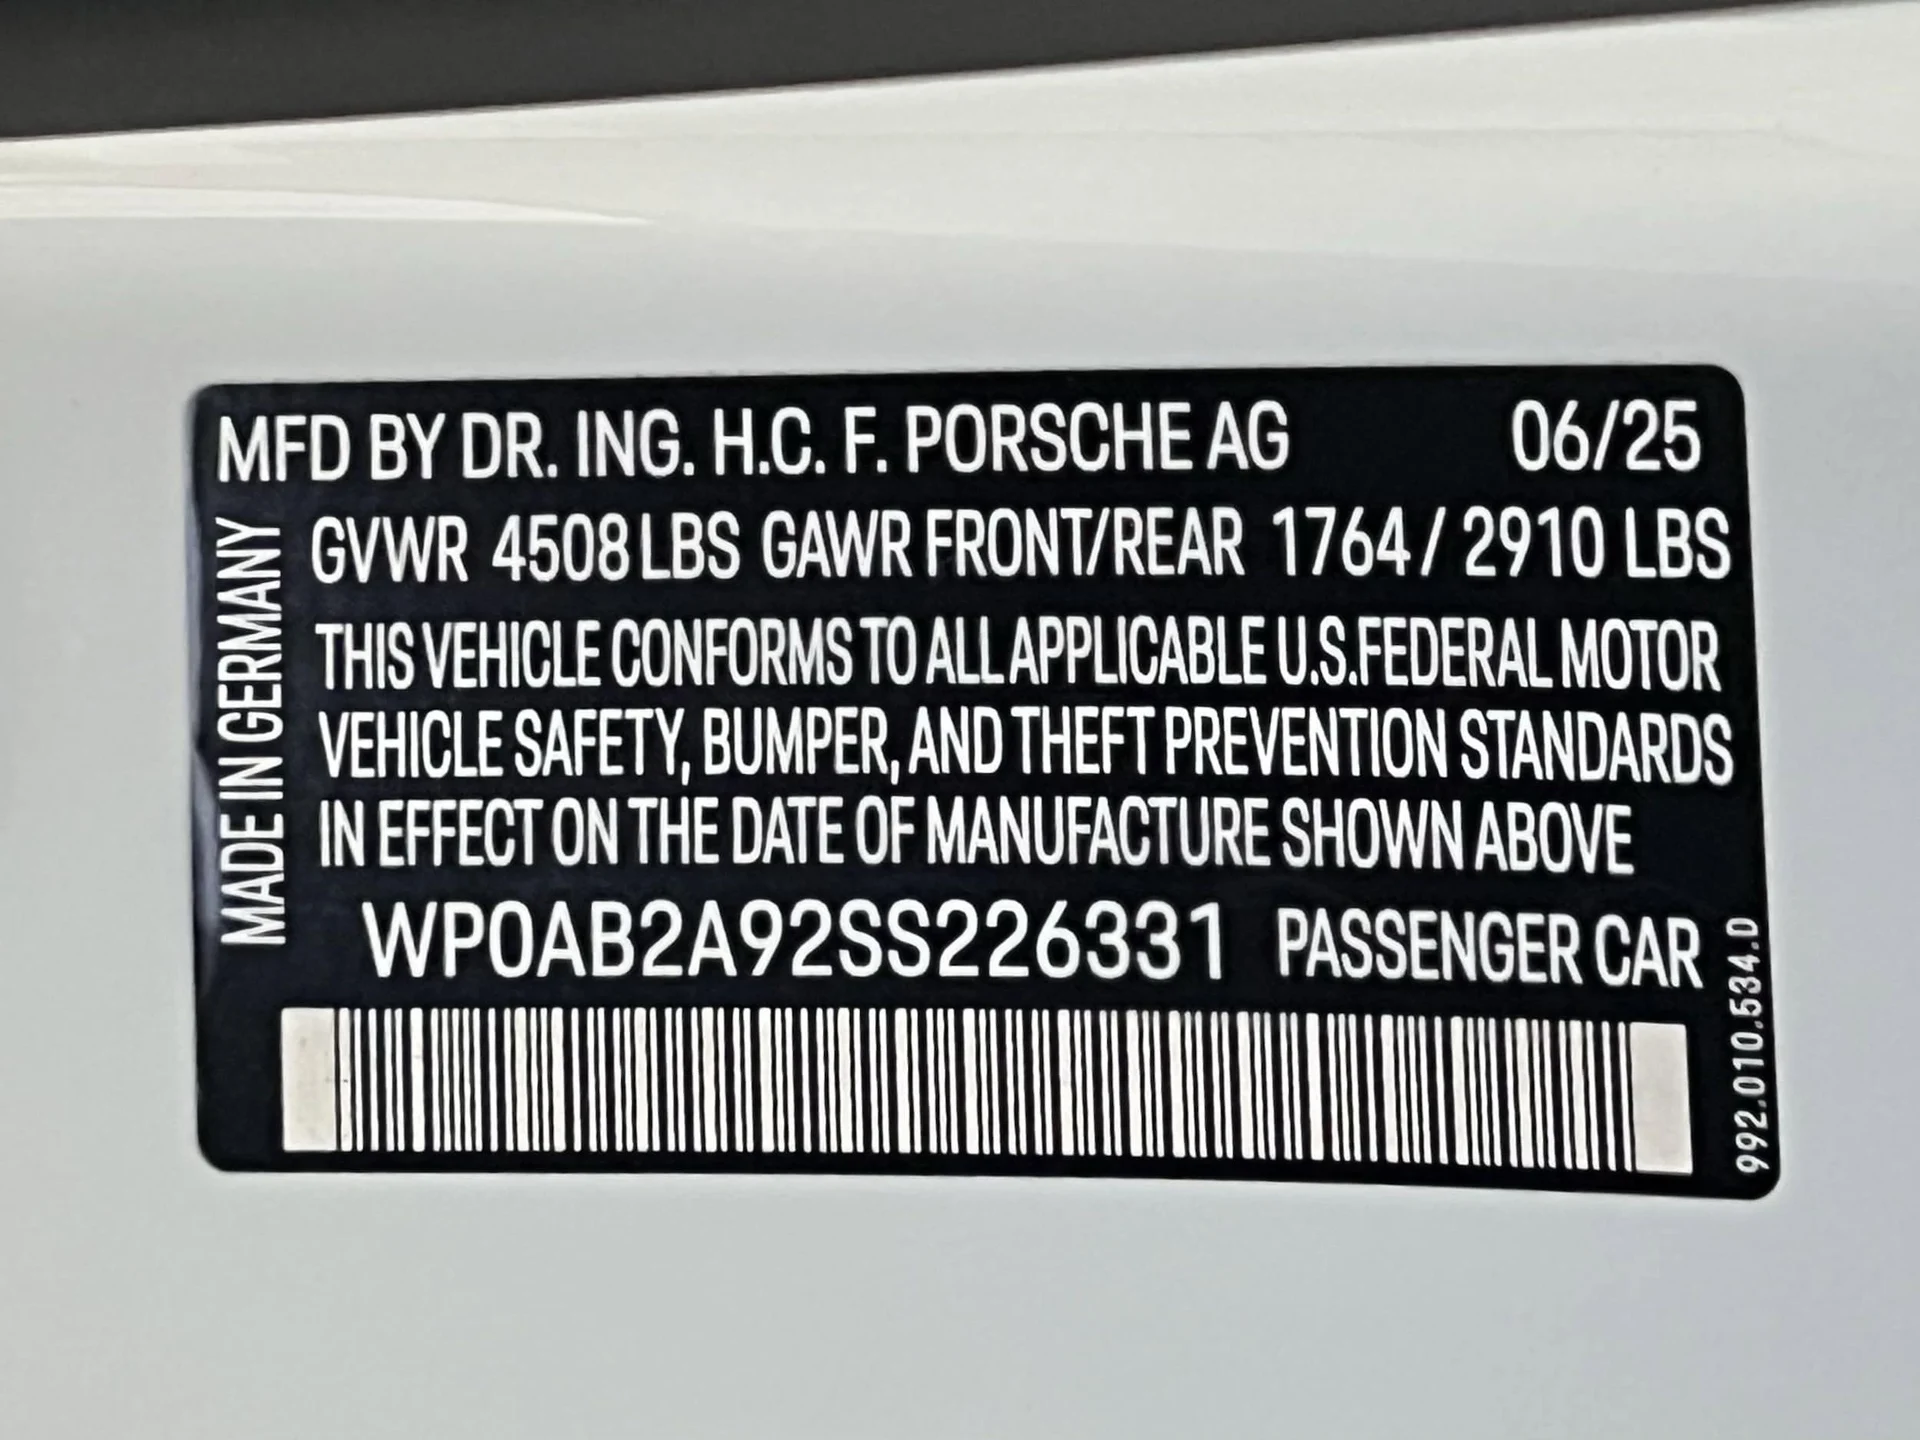 MFD BY DR. ING. H.C. F. PORSCHE AG 06/25
GVWR 4508 LBS GAWR FRONT/REAR 1764 / 2910 LBS
THIS VEHICLE CONFORMS TO ALL APPLICABLE U.S.FEDERAL MOTOR
VEHICLE SAFETY, BUMPER, AND THEFT PREVENTION STANDARDS
IN EFFECT ON THE DATE OF MANUFACTURE SHOWN ABOVE
WP0AB2A92SS226331 PASSENGER CAR
MADE IN GERMANY
992.010.534.D